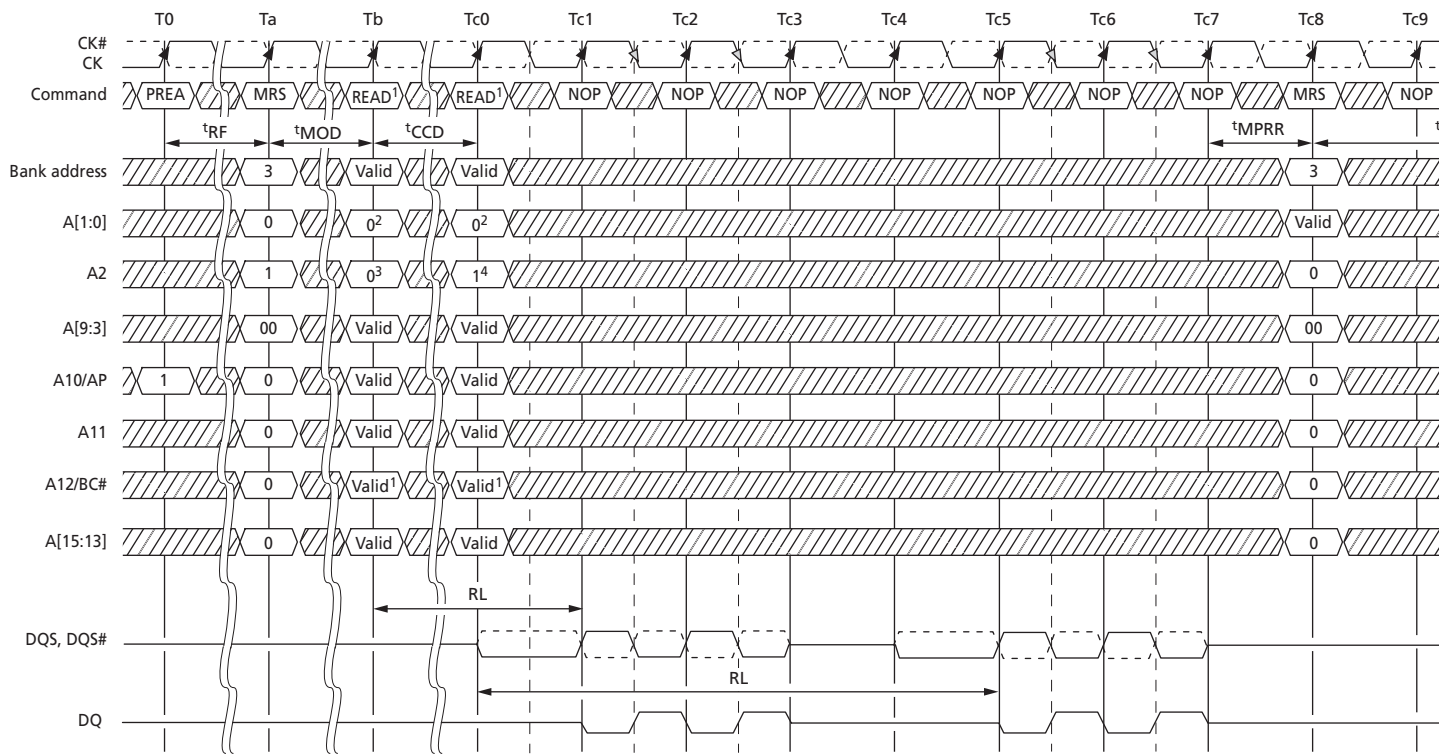 T0 Ta Tb Tc0 Tc1 Tc2 Tc3 Tc4 Tc5 Tc6 Tc7 Tc8 Tc9
CK#
CK
Command PREA MRS READ¹ READ¹ NOP NOP NOP NOP NOP NOP NOP MRS NOP
ᵗRF ᵗMOD ᵗCCD ᵗMPRR ᵗ
Bank address 3 Valid Valid 3
A[1:0] 0 0² 0² Valid
A2 1 0³ 1⁴ 0
A[9:3] 00 Valid Valid 00
A10/AP 1 0 Valid Valid 0
A11 0 Valid Valid 0
A12/BC# 0 Valid¹ Valid¹ 0
A[15:13] 0 Valid Valid 0
RL
DQS, DQS#
RL
DQ